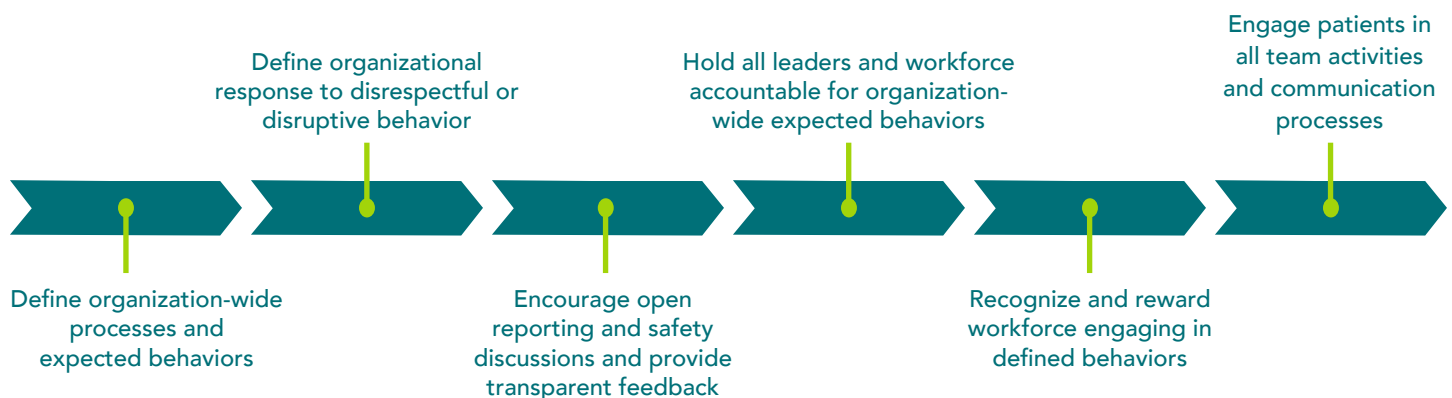 Define organization-wide
processes and
expected behaviors
Define organizational
response to disrespectful or
disruptive behavior
Encourage open
reporting and safety
discussions and provide
transparent feedback
Hold all leaders and workforce
accountable for organization-
wide expected behaviors
Recognize and reward
workforce engaging in
defined behaviors
Engage patients in
all team activities
and communication
processes